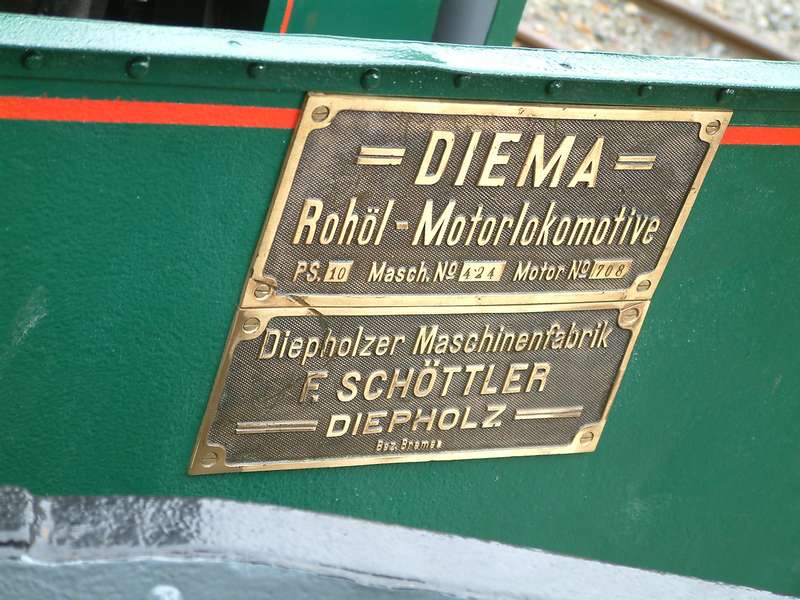 DIEMA
Rohöl-Motorlokomotive
PS. 10 Masch. No 424 Motor No 708
Diepholzer Maschinenfabrik
F. SCHÖTTLER
DIEPHOLZ
Bez. Bremen